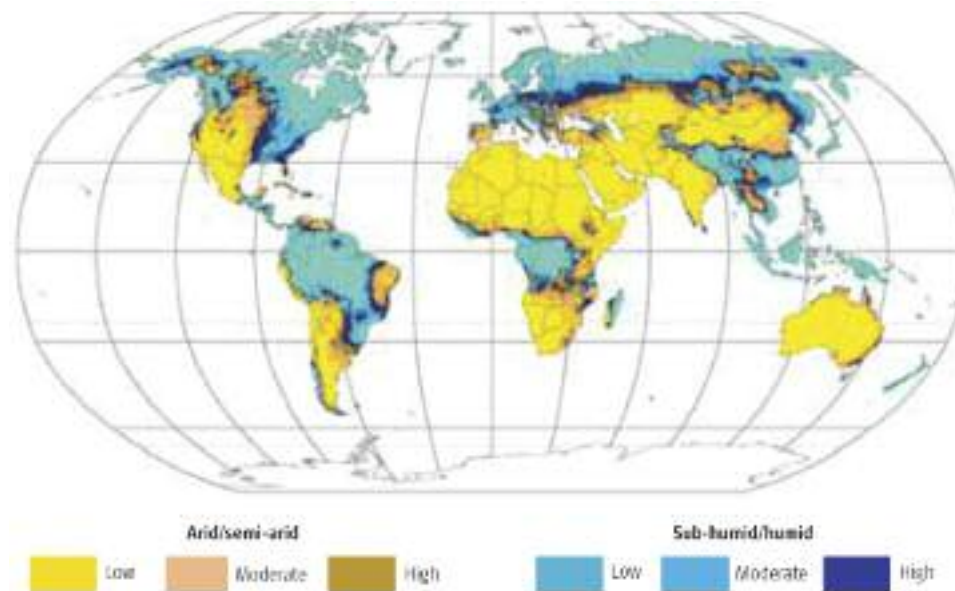 Arid/semi-arid
Sub-humid/humid
Low
Moderate
High
Low
Moderate
High